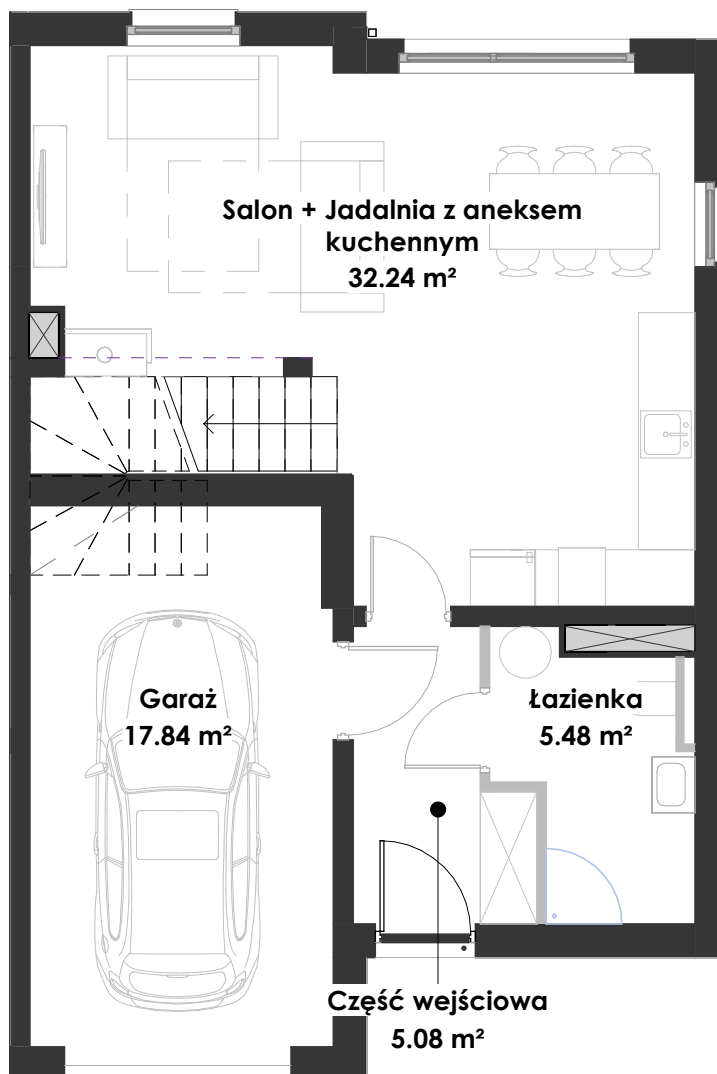 Salon + Jadalnia z aneksem
kuchennym
32.24 m²
Garaż
17.84 m²
Łazienka
5.48 m²
Część wejściowa
5.08 m²